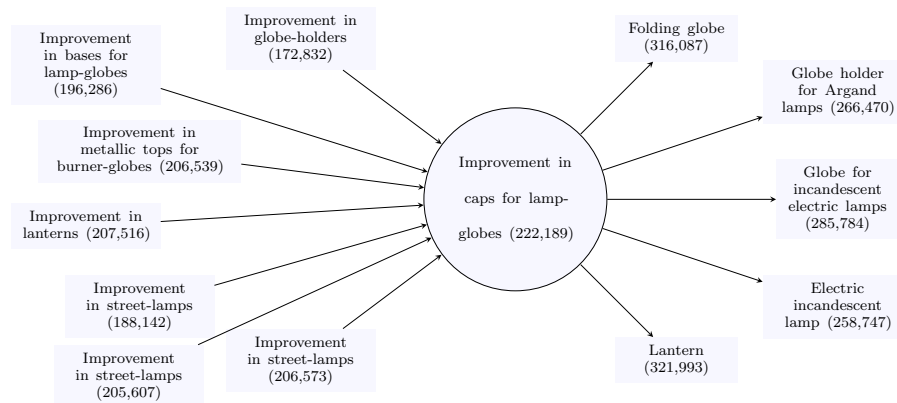 Improvement
in bases for
lamp-globes
(196,286)
Improvement in
globe-holders
(172,832)
Improvement in
metallic tops for
burner-globes (206,539)
Improvement in
lanterns (207,516)
Improvement
in street-lamps
(188,142)
Improvement
in street-lamps
(205,607)
Improvement
in street-lamps
(206,573)
Improvement in
caps for lamp-
globes (222,189)
Folding globe
(316,087)
Globe holder
for Argand
lamps (266,470)
Globe for
incandescent
electric lamps
(285,784)
Electric
incandescent
lamp (258,747)
Lantern
(321,993)